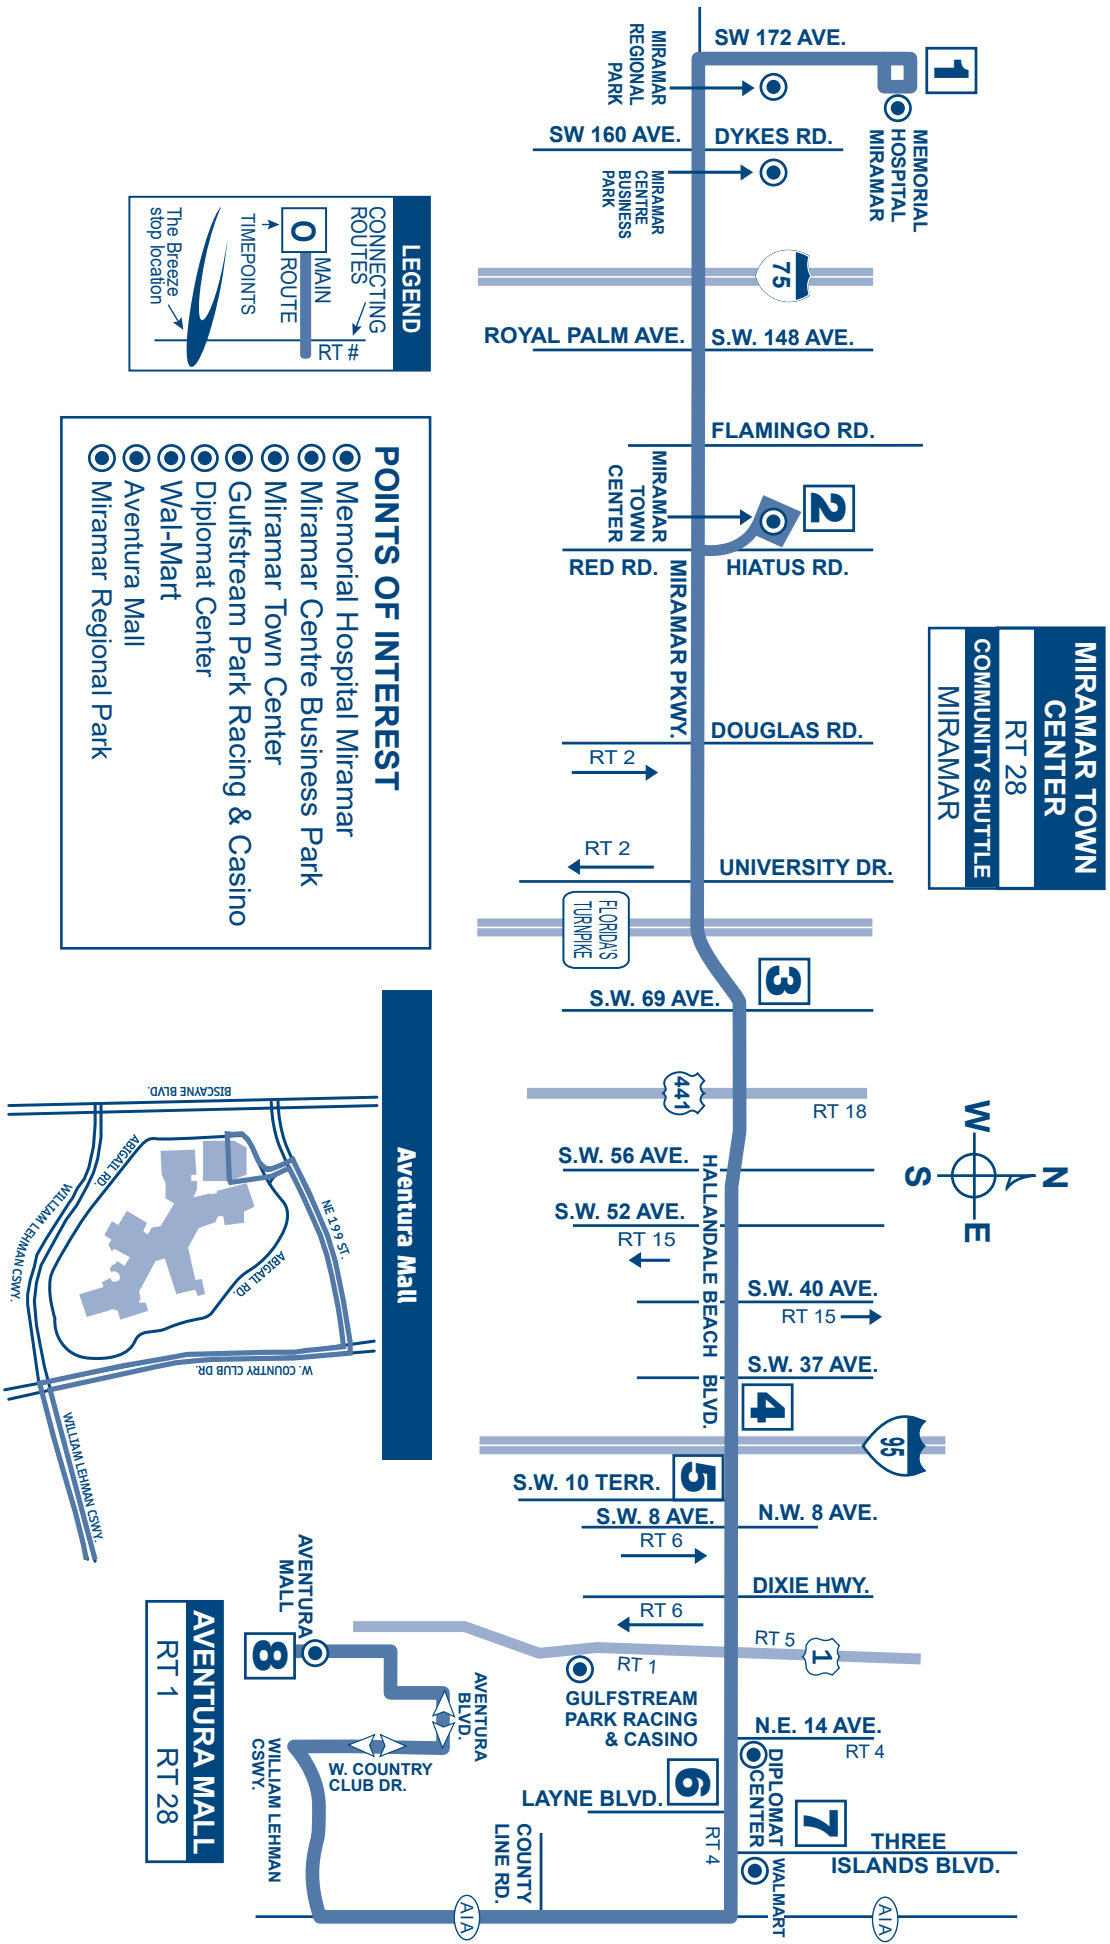 1
SW 172 AVE.
MEMORIAL
HOSPITAL
MIRAMAR
MIRAMAR
REGIONAL
PARK
SW 160 AVE.
DYKES RD.
MIRAMAR
CENTRE
BUSINESS
PARK
75
ROYAL PALM AVE.
S.W. 148 AVE.
FLAMINGO RD.
2
MIRAMAR
TOWN
CENTER
RED RD.
HIATUS RD.
MIRAMAR PKWY.
DOUGLAS RD.
RT 2
RT 2
UNIVERSITY DR.
FLORIDA'S
TURNPIKE
3
S.W. 69 AVE.
441
RT 18
S.W. 56 AVE.
HALLANDALE BEACH BLVD.
S.W. 52 AVE.
RT 15
S.W. 40 AVE.
RT 15
S.W. 37 AVE.
4
95
5
S.W. 10 TERR.
S.W. 8 AVE.
N.W. 8 AVE.
RT 6
DIXIE HWY.
RT 6
RT 5
1
RT 1
GULFSTREAM
PARK RACING
& CASINO
N.E. 14 AVE.
RT 4
DIPLOMAT
CENTER
6
LAYNE BLVD.
7
THREE
ISLANDS BLVD.
RT 4
WALMART
COUNTY
LINE RD.
A1A
A1A
WILLIAM LEHMAN
CSWY.
W. COUNTRY
CLUB DR.
AVENTURA
BLVD.
AVENTURA
MALL
8
MIRAMAR TOWN
CENTER
RT 28
COMMUNITY SHUTTLE
MIRAMAR
AVENTURA MALL
RT 1 RT 28
N
W
E
S
LEGEND
CONNECTING
ROUTES
RT #
0
MAIN
ROUTE
TIMEPOINTS
The Breeze
stop location
POINTS OF INTEREST
Memorial Hospital Miramar
Miramar Centre Business Park
Miramar Town Center
Gulfstream Park Racing & Casino
Diplomat Center
Wal-Mart
Aventura Mall
Miramar Regional Park
Aventura Mall
BISCAYNE BLVD.
NE 199 ST.
ABIGAIL RD.
ABIGAIL RD.
WILLIAM LEHMAN CSWY.
W. COUNTRY CLUB DR.
WILLIAM LEHMAN CSWY.